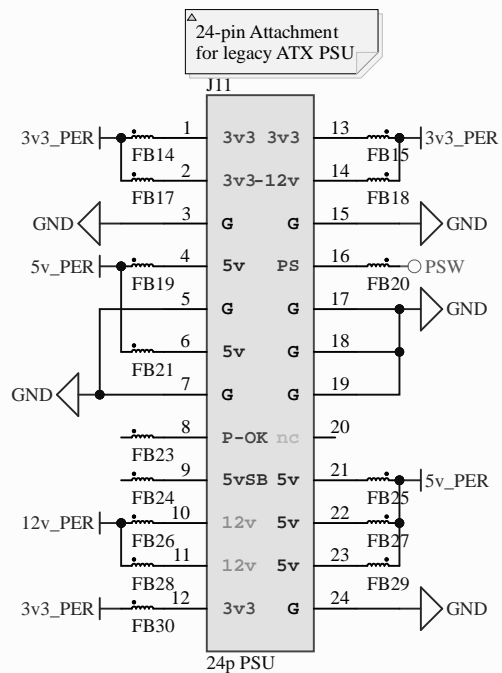 24-pin Attachment
for legacy ATX PSU
J11
3v3_PER 1 3v3 3v3 13 3v3_PER
FB14 FB15
2 3v3 -12v 14
FB17 FB18
GND 3 G G 15 GND
5v_PER 4 5v PS 16 PSW
FB19 FB20
5 G G 17 GND
6 5v G 18
FB21
GND 7 G G 19
8 P-OK nc 20
FB23
9 5vSB 5v 21 5v_PER
FB24 FB25
12v_PER 10 12v 5v 22
FB26 FB27
11 12v 5v 23
FB28 FB29
3v3_PER 12 3v3 G 24 GND
FB30
24p PSU